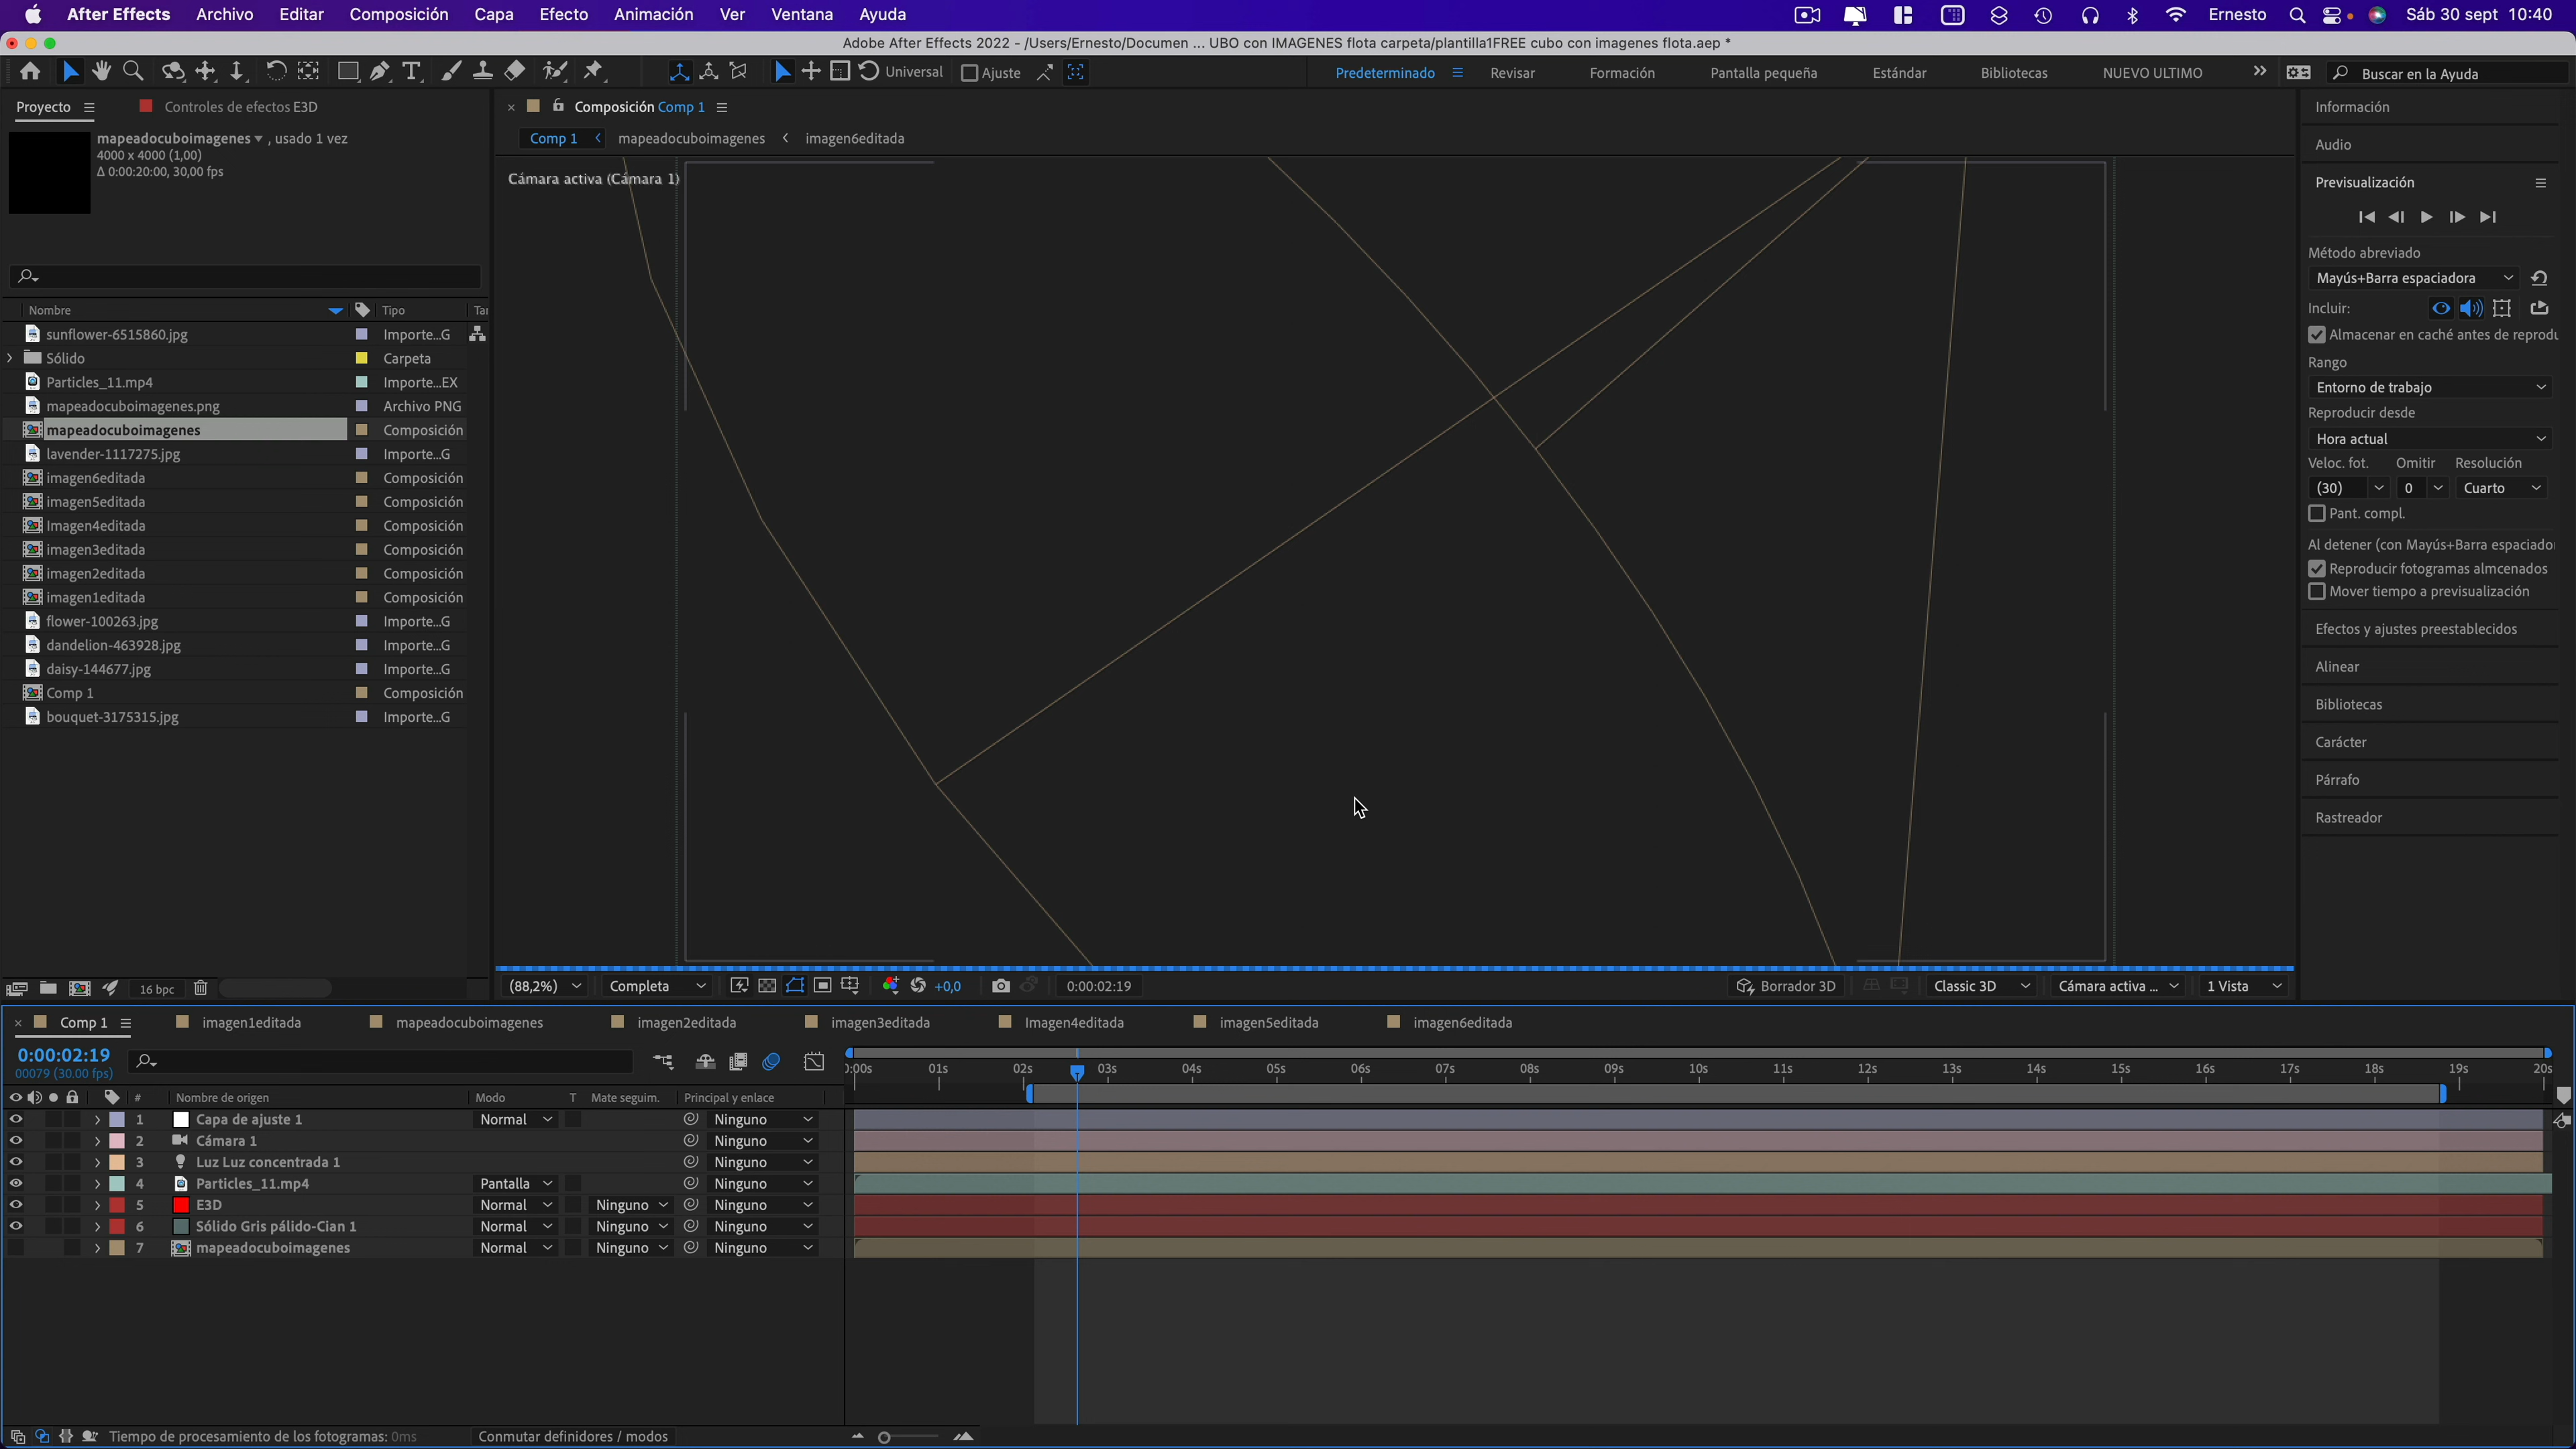 After Effects Archivo Editar Composición Capa Efecto Animación Ver Ventana Ayuda Ernesto Sáb 30 sept 10:40
Adobe After Effects 2022 - /Users/Ernesto/Documen ... UBO con IMAGENES flota carpeta/plantilla1FREE cubo con imagenes flota.aep *
Universal Ajuste Predeterminado Revisar Formación Pantalla pequeña Estándar Bibliotecas NUEVO ULTIMO Buscar en la Ayuda
Proyecto Controles de efectos E3D
mapeadocuboimagenes , usado 1 vez
4000 x 4000 (1,00)
Δ 0:00:20:00, 30,00 fps
Nombre Tipo Tar
sunflower-6515860.jpg Importe...G
Sólido Carpeta
Particles_11.mp4 Importe...EX
mapeadocuboimagenes.png Archivo PNG
mapeadocuboimagenes Composición
lavender-1117275.jpg Importe...G
imagen6editada Composición
imagen5editada Composición
Imagen4editada Composición
imagen3editada Composición
imagen2editada Composición
imagen1editada Composición
flower-100263.jpg Importe...G
dandelion-463928.jpg Importe...G
daisy-144677.jpg Importe...G
Comp 1 Composición
bouquet-3175315.jpg Importe...G
16 bpc
Composición Comp 1
Comp 1 mapeadocuboimagenes imagen6editada
Cámara activa (Cámara 1)
(88,2%) Completa +0,0 0:00:02:19 Borrador 3D Classic 3D Cámara activa ... 1 Vista
Información
Audio
Previsualización
Método abreviado
Mayús+Barra espaciadora
Incluir:
Almacenar en caché antes de reprodu
Rango
Entorno de trabajo
Reproducir desde
Hora actual
Veloc. fot. Omitir Resolución
(30) 0 Cuarto
Pant. compl.
Al detener (con Mayús+Barra espaciador
Reproducir fotogramas almcenados
Mover tiempo a previsualización
Efectos y ajustes preestablecidos
Alinear
Bibliotecas
Carácter
Párrafo
Rastreador
Comp 1 imagen1editada mapeadocuboimagenes imagen2editada imagen3editada Imagen4editada imagen5editada imagen6editada
0:00:02:19
00079 (30.00 fps)
):00s 01s 02s 03s 04s 05s 06s 07s 08s 09s 10s 11s 12s 13s 14s 15s 16s 17s 18s 19s 20s
# Nombre de origen Modo T Mate seguim. Principal y enlace
1 Capa de ajuste 1 Normal Ninguno
2 Cámara 1 Ninguno
3 Luz Luz concentrada 1 Ninguno
4 Particles_11.mp4 Pantalla Ninguno
5 E3D Normal Ninguno Ninguno
6 Sólido Gris pálido-Cian 1 Normal Ninguno Ninguno
7 mapeadocuboimagenes Normal Ninguno Ninguno
Tiempo de procesamiento de los fotogramas: 0ms Conmutar definidores / modos